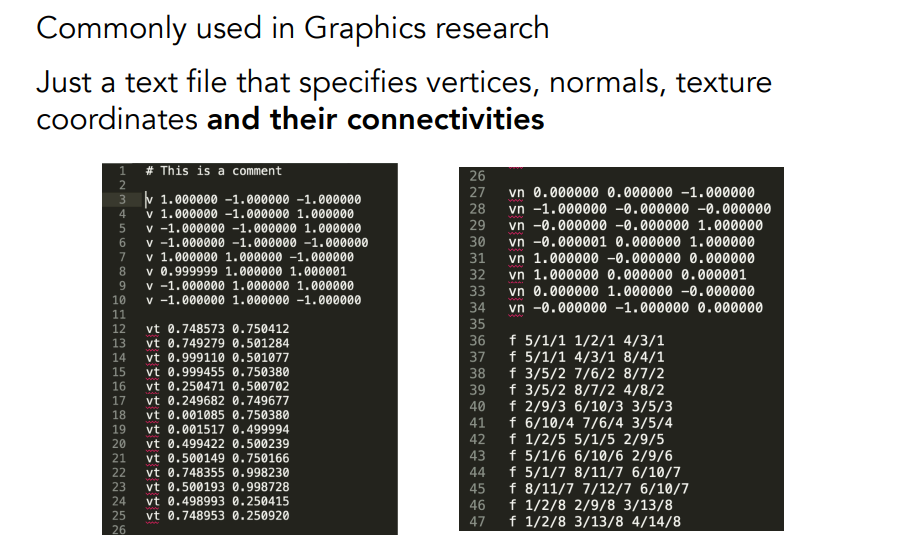 Commonly used in Graphics research
Just a text file that specifies vertices, normals, texture
coordinates and their connectivities
1 # This is a comment
2
3 v 1.000000 -1.000000 -1.000000
4 v 1.000000 -1.000000 1.000000
5 v -1.000000 -1.000000 1.000000
6 v -1.000000 -1.000000 -1.000000
7 v 1.000000 1.000000 -1.000000
8 v 0.999999 1.000000 1.000001
9 v -1.000000 1.000000 1.000000
10 v -1.000000 1.000000 -1.000000
11
12 vt 0.748573 0.750412
13 vt 0.749279 0.501284
14 vt 0.999110 0.501077
15 vt 0.999455 0.750380
16 vt 0.250471 0.500702
17 vt 0.249682 0.749677
18 vt 0.001085 0.750380
19 vt 0.001517 0.499994
20 vt 0.499422 0.500239
21 vt 0.500149 0.750166
22 vt 0.748355 0.998230
23 vt 0.500193 0.998728
24 vt 0.498993 0.250415
25 vt 0.748953 0.250920
26
26
27 vn 0.000000 0.000000 -1.000000
28 vn -1.000000 -0.000000 -0.000000
29 vn -0.000000 -0.000000 1.000000
30 vn -0.000001 0.000000 1.000000
31 vn 1.000000 -0.000000 0.000000
32 vn 1.000000 0.000000 0.000001
33 vn 0.000000 1.000000 -0.000000
34 vn -0.000000 -1.000000 0.000000
35
36 f 5/1/1 1/2/1 4/3/1
37 f 5/1/1 4/3/1 8/4/1
38 f 3/5/2 7/6/2 8/7/2
39 f 3/5/2 8/7/2 4/8/2
40 f 2/9/3 6/10/3 3/5/3
41 f 6/10/4 7/6/4 3/5/4
42 f 1/2/5 5/1/5 2/9/5
43 f 5/1/6 6/10/6 2/9/6
44 f 5/1/7 8/11/7 6/10/7
45 f 8/11/7 7/12/7 6/10/7
46 f 1/2/8 2/9/8 3/13/8
47 f 1/2/8 3/13/8 4/14/8